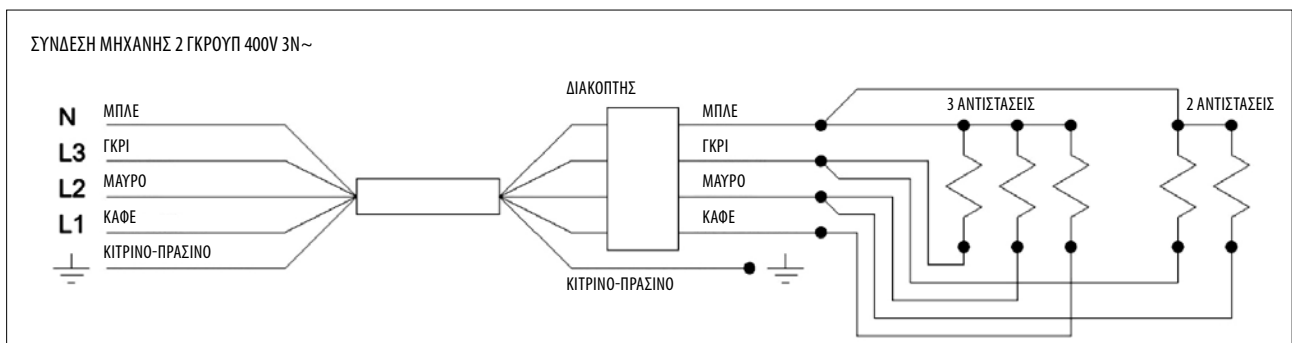 ΣΥΝΔΕΣΗ ΜΗΧΑΝΗΣ 2 ΓΚΡΟΥΠ 400V 3N~
ΔΙΑΚΟΠΤΗΣ
3 ΑΝΤΙΣΤΑΣΕΙΣ
2 ΑΝΤΙΣΤΑΣΕΙΣ
N ΜΠΛΕ
ΜΠΛΕ
L3 ΓΚΡΙ
ΓΚΡΙ
L2 ΜΑΥΡΟ
ΜΑΥΡΟ
L1 ΚΑΦΕ
ΚΑΦΕ
ΚΙΤΡΙΝΟ-ΠΡΑΣΙΝΟ
ΚΙΤΡΙΝΟ-ΠΡΑΣΙΝΟ